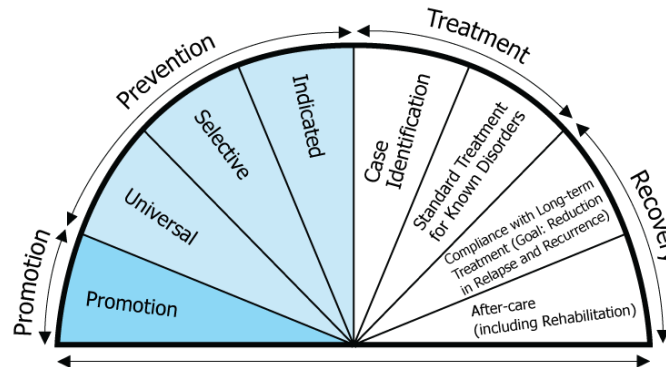 Promotion
Prevention
Treatment
Recovery
Promotion
Universal
Selective
Indicated
Case
Identification
Standard Treatment
for Known Disorders
Compliance with Long-term
Treatment (Goal: Reduction
in Relapse and Recurrence)
After-care
(including Rehabilitation)